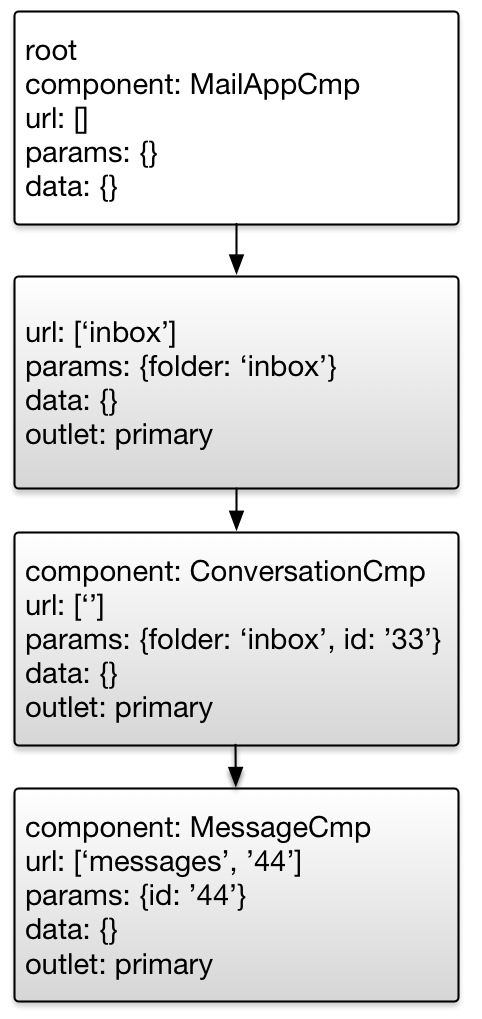 root
component: MailAppCmp
url: []
params: {}
data: {}
url: [‘inbox’]
params: {folder: ‘inbox’}
data: {}
outlet: primary
component: ConversationCmp
url: [‘’]
params: {folder: ‘inbox’, id: ’33’}
data: {}
outlet: primary
component: MessageCmp
url: [‘messages’, ’44’]
params: {id: ’44’}
data: {}
outlet: primary